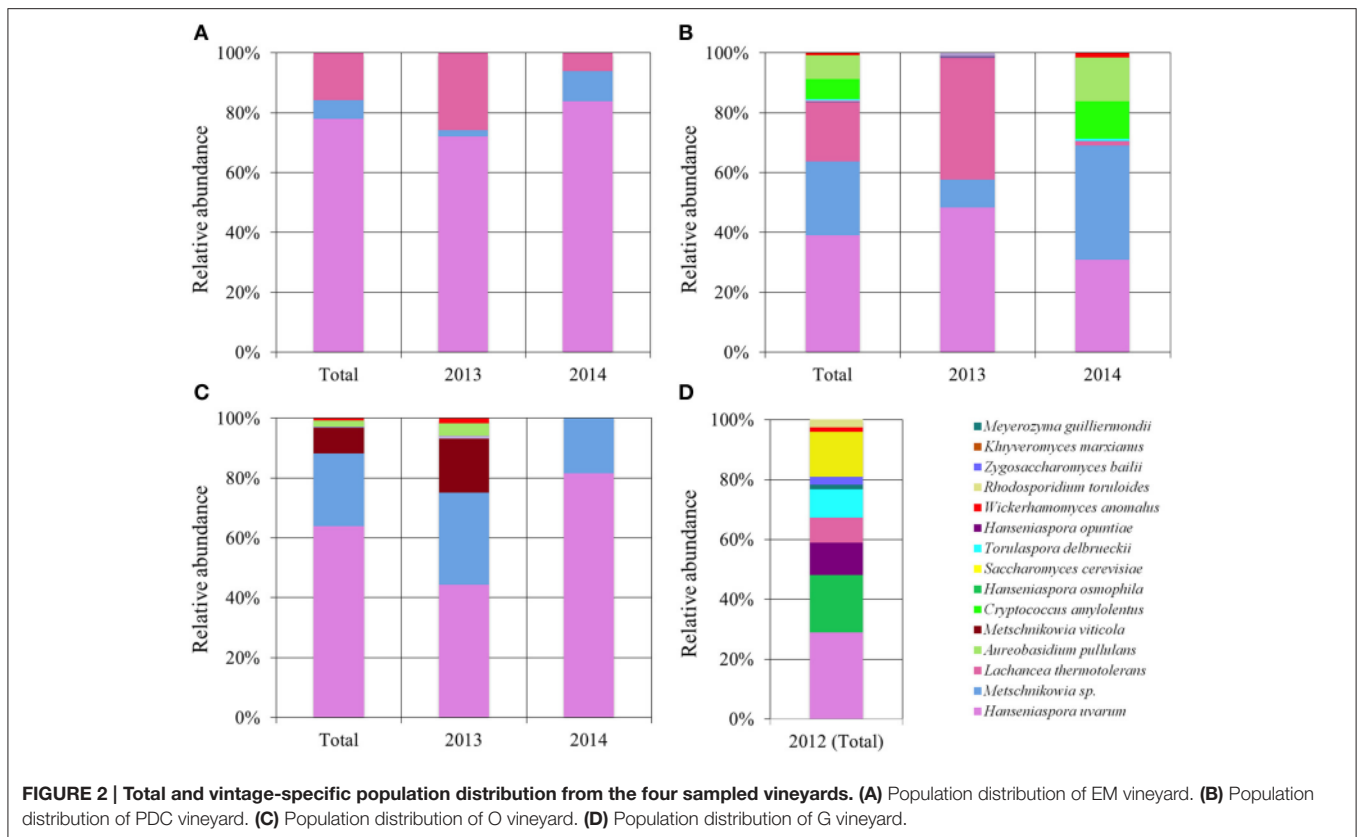 A
100%
80%
60%
40%
20%
0%
Relative abundance
Total
2013
2014
B
100%
80%
60%
40%
20%
0%
Relative abundance
Total
2013
2014
C
100%
80%
60%
40%
20%
0%
Relative abundance
Total
2013
2014
D
100%
80%
60%
40%
20%
0%
Relative abundance
2012 (Total)
Meyerozyma guilliermondii
Kluyveromyces marxianus
Zygosaccharomyces bailii
Rhodosporidium toruloides
Wickerhamomyces anomalus
Hanseniaspora opuntiae
Torulaspora delbrueckii
Saccharomyces cerevisiae
Hanseniaspora osmophila
Cryptococcus amylolentus
Metschnikowia viticola
Aureobasidium pullulans
Lachancea thermotolerans
Metschnikowia sp.
Hanseniaspora uvarum
FIGURE 2 | Total and vintage-specific population distribution from the four sampled vineyards. (A) Population distribution of EM vineyard. (B) Population
distribution of PDC vineyard. (C) Population distribution of O vineyard. (D) Population distribution of G vineyard.